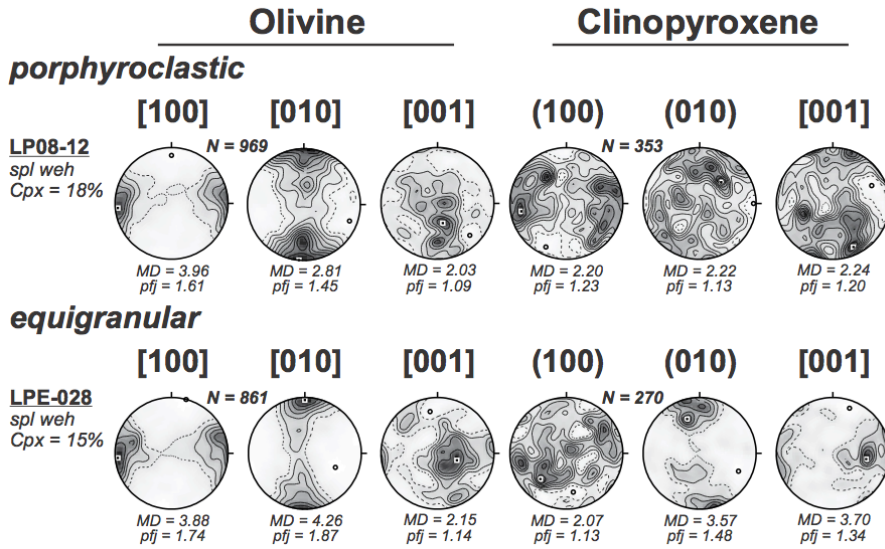 Olivine Clinopyroxene
porphyroclastic
[100] [010] [001] (100) (010) [001]
LP08-12 N = 969 N = 353
spl weh
Cpx = 18%
MD = 3.96 MD = 2.81 MD = 2.03 MD = 2.20 MD = 2.22 MD = 2.24
pfj = 1.61 pfj = 1.45 pfj = 1.09 pfj = 1.23 pfj = 1.13 pfj = 1.20
equigranular
[100] [010] [001] (100) (010) [001]
LPE-028 N = 861 N = 270
spl weh
Cpx = 15%
MD = 3.88 MD = 4.26 MD = 2.15 MD = 2.07 MD = 3.57 MD = 3.70
pfj = 1.74 pfj = 1.87 pfj = 1.14 pfj = 1.13 pfj = 1.48 pfj = 1.34